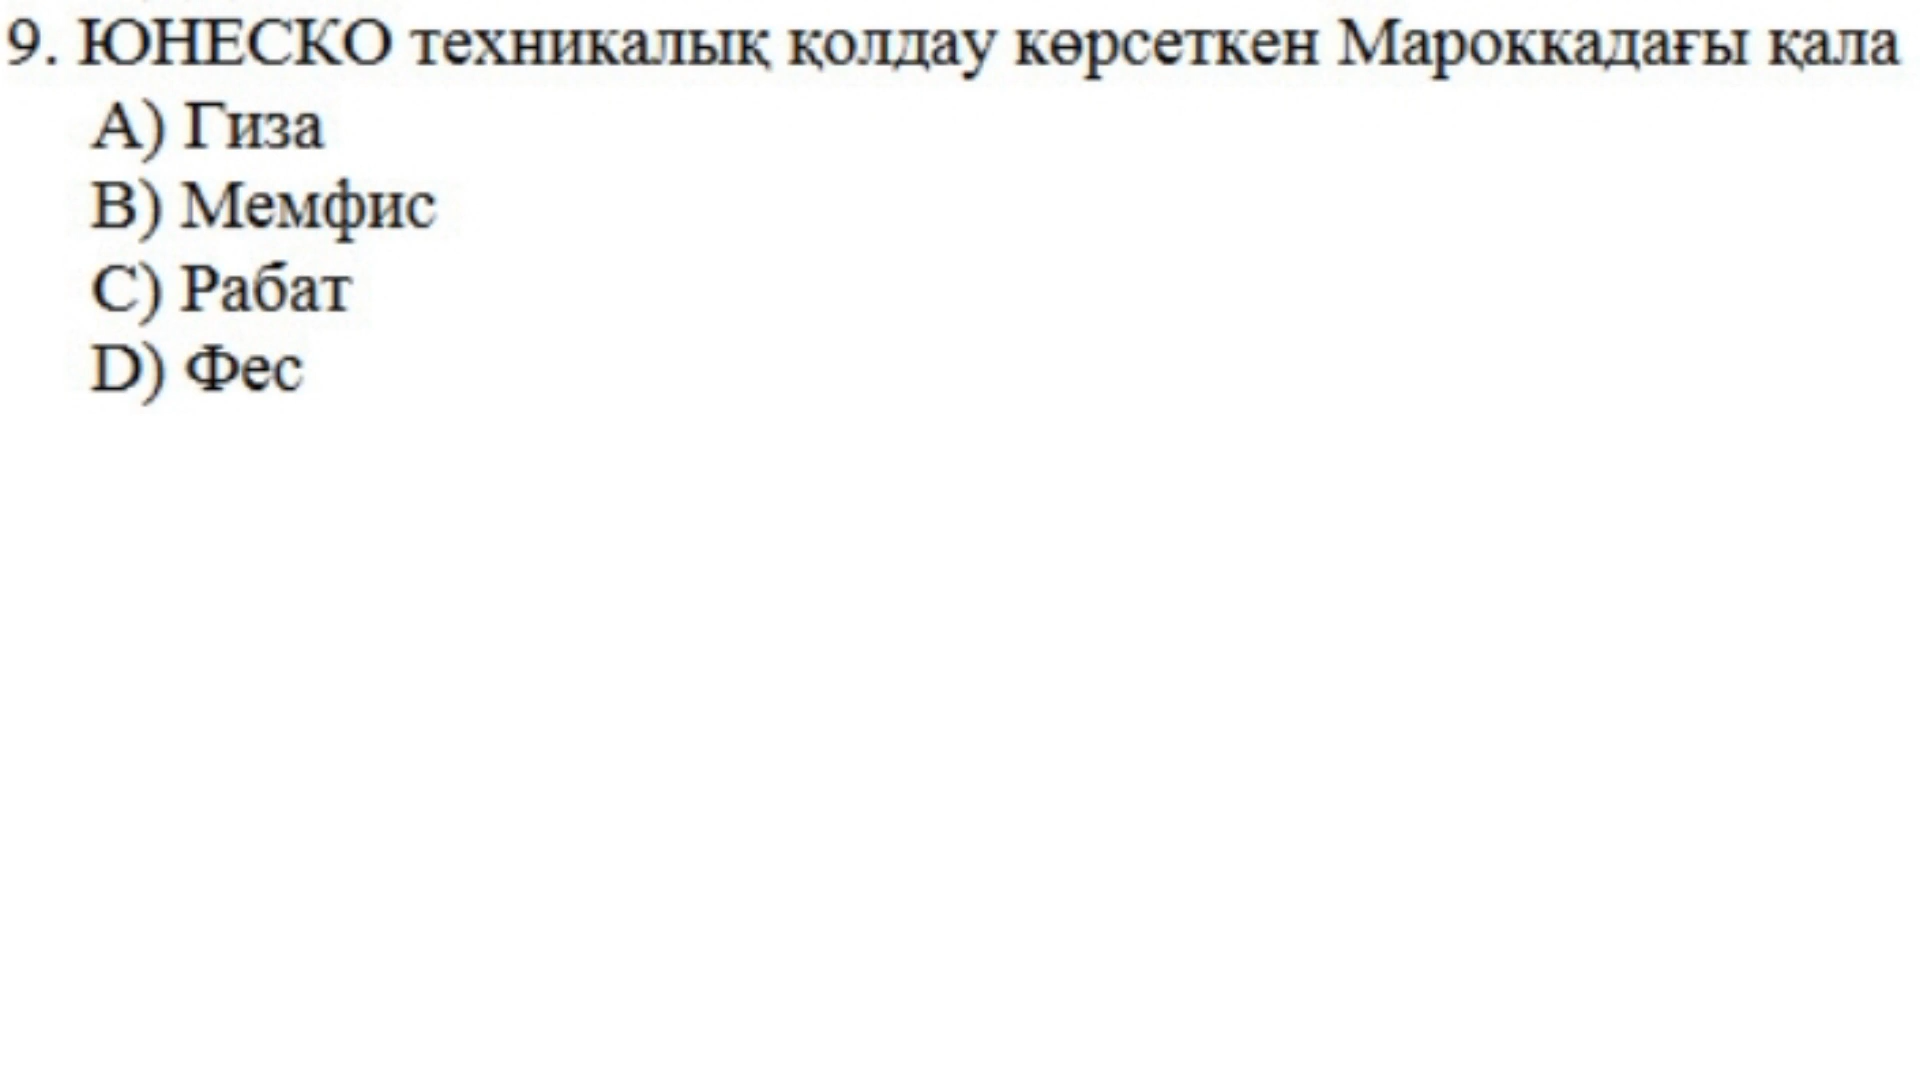 9. ЮНЕСКО техникалық қолдау көрсеткен Мароккадағы қала
A) Гиза
B) Мемфис
C) Рабат
D) Фес